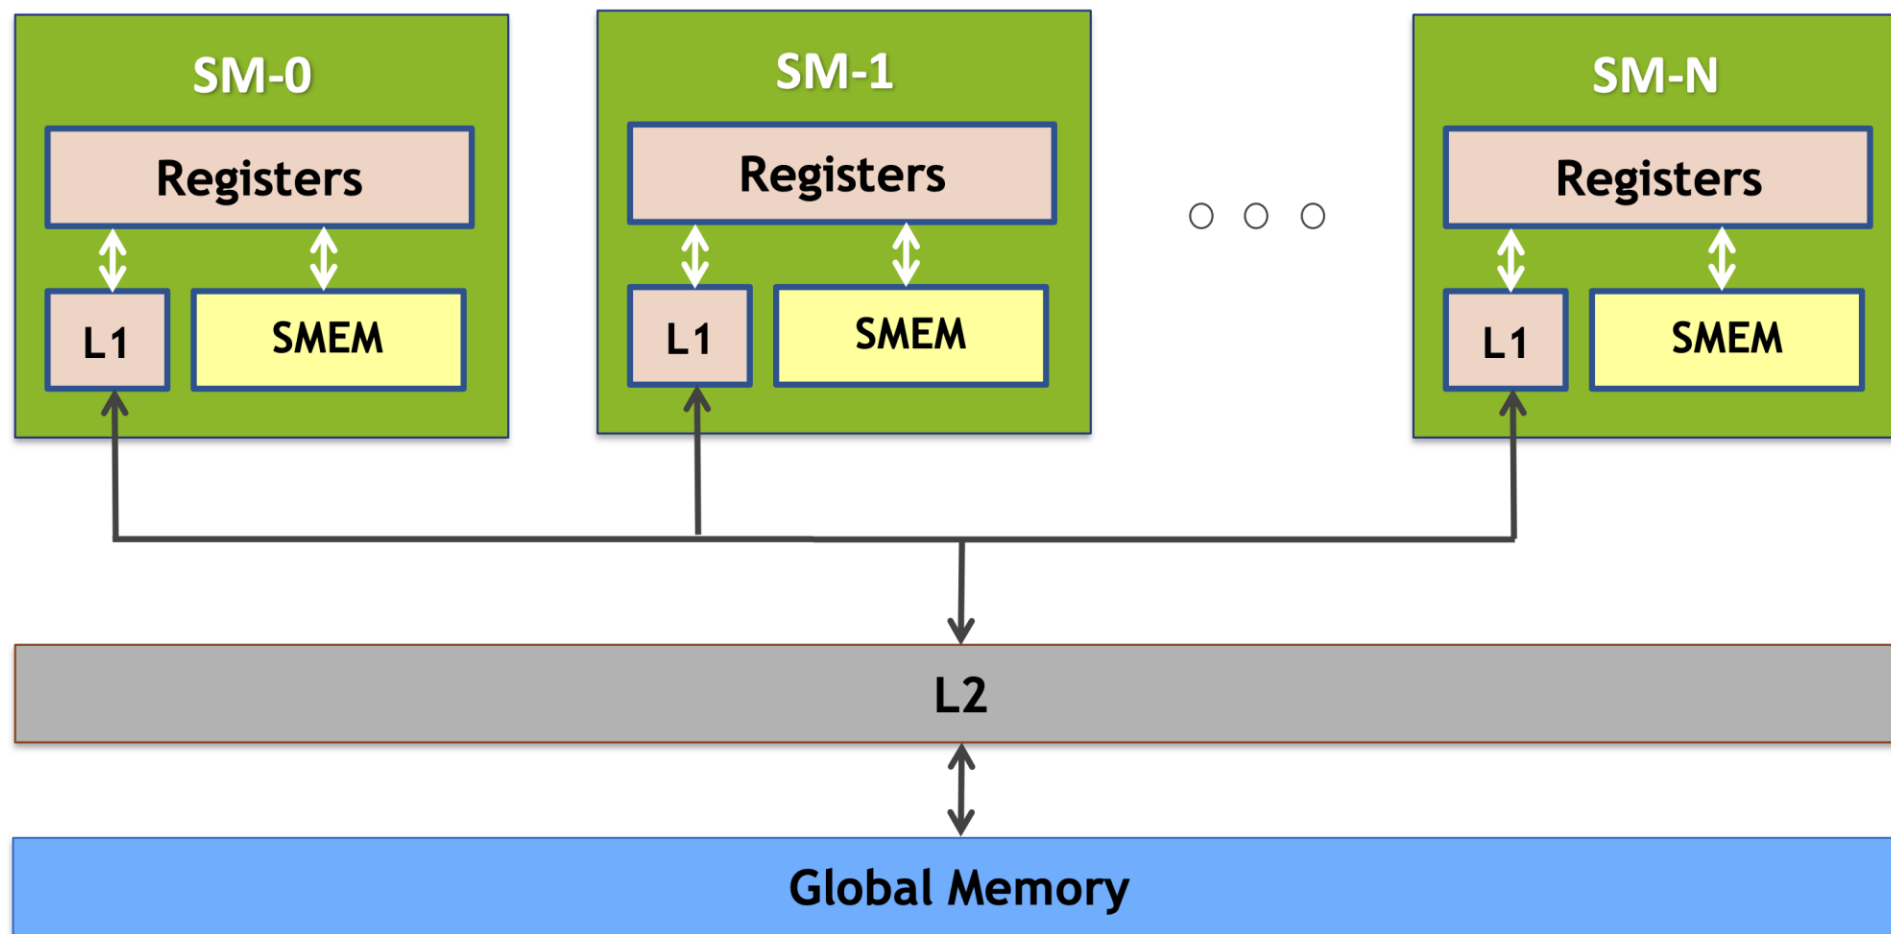 SM-0
Registers
L1
SMEM
SM-1
Registers
L1
SMEM
SM-N
Registers
L1
SMEM
L2
Global Memory